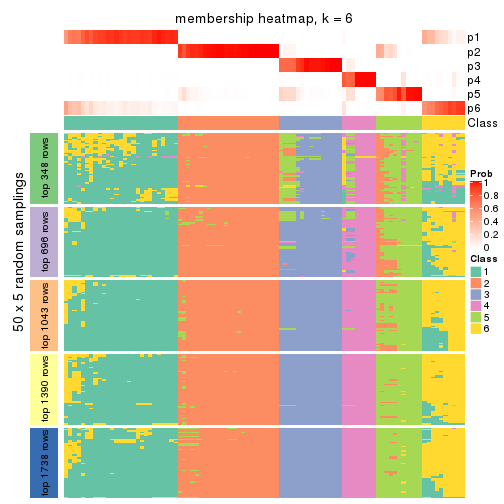 membership heatmap, k = 6
p1
p2
p3
p4
p5
p6
Class
50 x 5 random samplings
top 348 rows
top 696 rows
top 1043 rows
top 1390 rows
top 1738 rows
Prob
1
0.8
0.6
0.4
0.2
0
Class
1
2
3
4
5
6